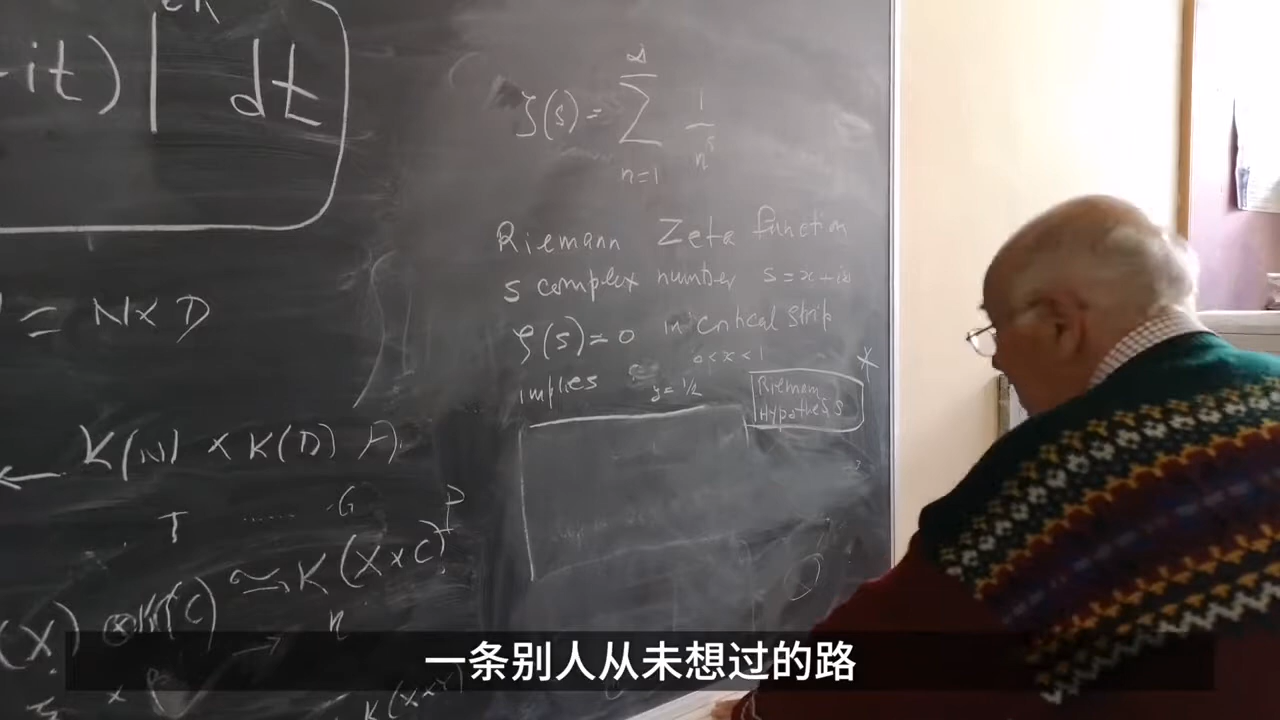 -it)| dt
= N × D
K(N) × K(D)
T ...... G
P
(X) ⊗ K(C) ≃ K(X×C)
n
K(X×Y)
ζ(s) = ∑ 1/n^s
∞
n=1
Riemann Zeta function
s complex number s = x+is
ζ(s)=0 in critical strip
0<x<1
implies y=1/2
Riemann
Hypothesis
一条别人从未想过的路